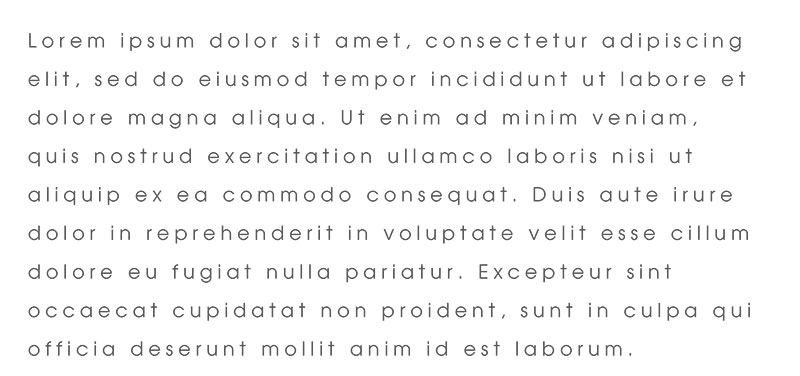 Lorem ipsum dolor sit amet, consectetur adipiscing
elit, sed do eiusmod tempor incididunt ut labore et
dolore magna aliqua. Ut enim ad minim veniam,
quis nostrud exercitation ullamco laboris nisi ut
aliquip ex ea commodo consequat. Duis aute irure
dolor in reprehenderit in voluptate velit esse cillum
dolore eu fugiat nulla pariatur. Excepteur sint
occaecat cupidatat non proident, sunt in culpa qui
officia deserunt mollit anim id est laborum.